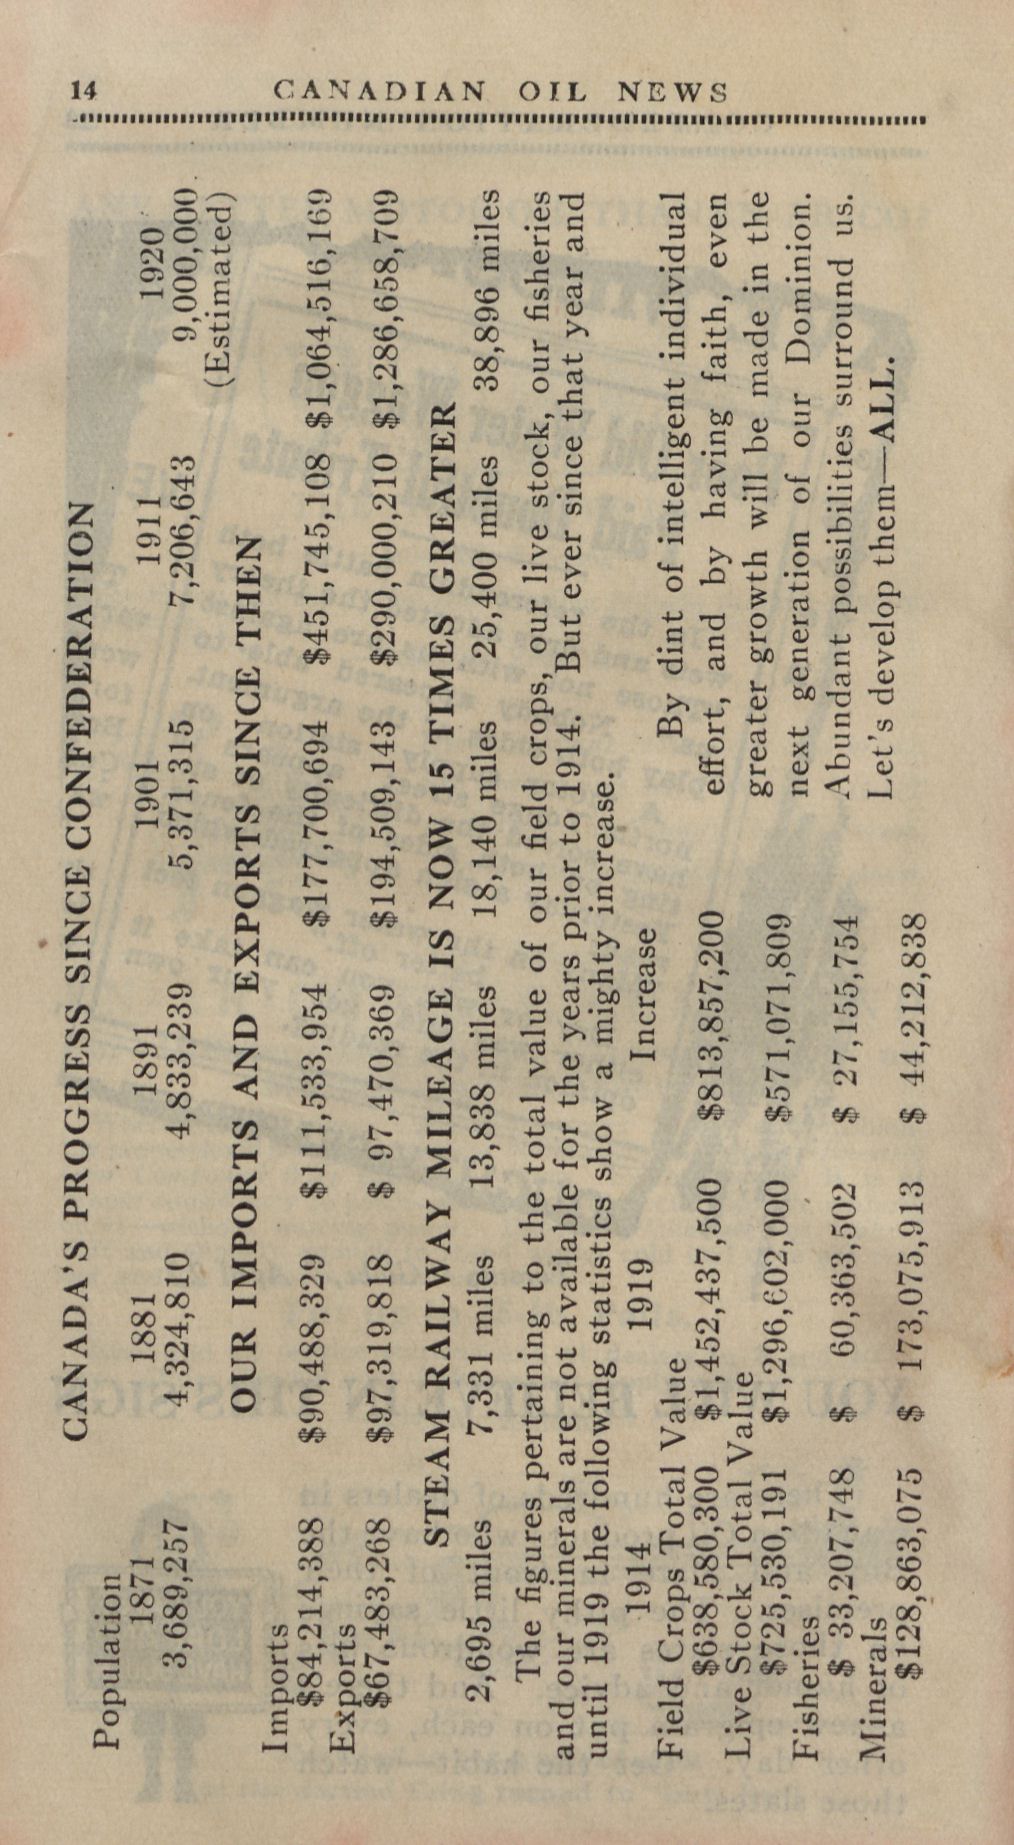 14 CANADIAN OIL NEWS
CANADA'S PROGRESS SINCE CONFEDERATION
Population
1871 1881 1891 1901 1911 1920
3,689,257 4,324,810 4,833,239 5,371,315 7,206,643 9,000,000
(Estimated)
OUR IMPORTS AND EXPORTS SINCE THEN
Imports
$84,214,388 $90,488,329 $111,533,954 $177,700,694 $451,745,108 $1,064,516,169
Exports
$67,483,268 $97,319,818 $ 97,470,369 $194,509,143 $290,000,210 $1,286,658,709
STEAM RAILWAY MILEAGE IS NOW 15 TIMES GREATER
2,695 miles 7,331 miles 13,838 miles 18,140 miles 25,400 miles 38,896 miles
The figures pertaining to the total value of our field crops, our live stock, our fisheries
and our minerals are not available for the years prior to 1914. But ever since that year and
until 1919 the following statistics show a mighty increase.
1914 1919 Increase
Field Crops Total Value
$638,580,300 $1,452,437,500 $813,857,200
Live Stock Total Value
$725,530,191 $1,296,602,000 $571,071,809
Fisheries
$ 33,207,748 $ 60,363,502 $ 27,155,754
Minerals
$128,863,075 $ 173,075,913 $ 44,212,838
By dint of intelligent individual
effort, and by having faith, even
greater growth will be made in the
next generation of our Dominion.
Abundant possibilities surround us.
Let's develop them—ALL.